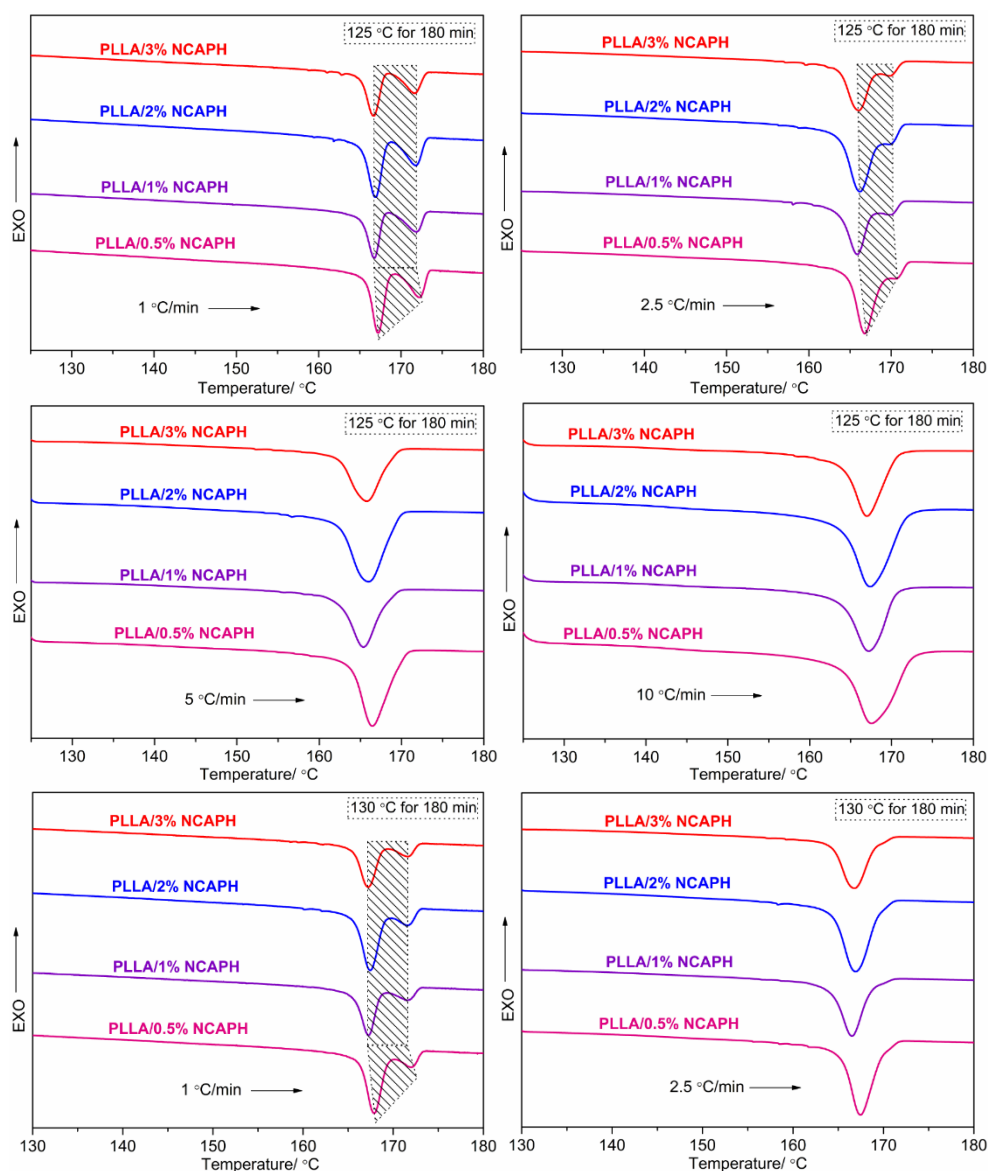 125 °C for 180 min
PLLA/3% NCAPH
PLLA/2% NCAPH
PLLA/1% NCAPH
PLLA/0.5% NCAPH
1 °C/min
EXO
130 140 150 160 170 180
Temperature/ °C
125 °C for 180 min
PLLA/3% NCAPH
PLLA/2% NCAPH
PLLA/1% NCAPH
PLLA/0.5% NCAPH
2.5 °C/min
EXO
130 140 150 160 170 180
Temperature/ °C
125 °C for 180 min
PLLA/3% NCAPH
PLLA/2% NCAPH
PLLA/1% NCAPH
PLLA/0.5% NCAPH
5 °C/min
EXO
130 140 150 160 170 180
Temperature/ °C
125 °C for 180 min
PLLA/3% NCAPH
PLLA/2% NCAPH
PLLA/1% NCAPH
PLLA/0.5% NCAPH
10 °C/min
EXO
130 140 150 160 170 180
Temperature/ °C
130 °C for 180 min
PLLA/3% NCAPH
PLLA/2% NCAPH
PLLA/1% NCAPH
PLLA/0.5% NCAPH
1 °C/min
EXO
130 140 150 160 170 180
Temperature/ °C
130 °C for 180 min
PLLA/3% NCAPH
PLLA/2% NCAPH
PLLA/1% NCAPH
PLLA/0.5% NCAPH
2.5 °C/min
EXO
130 140 150 160 170 180
Temperature/ °C